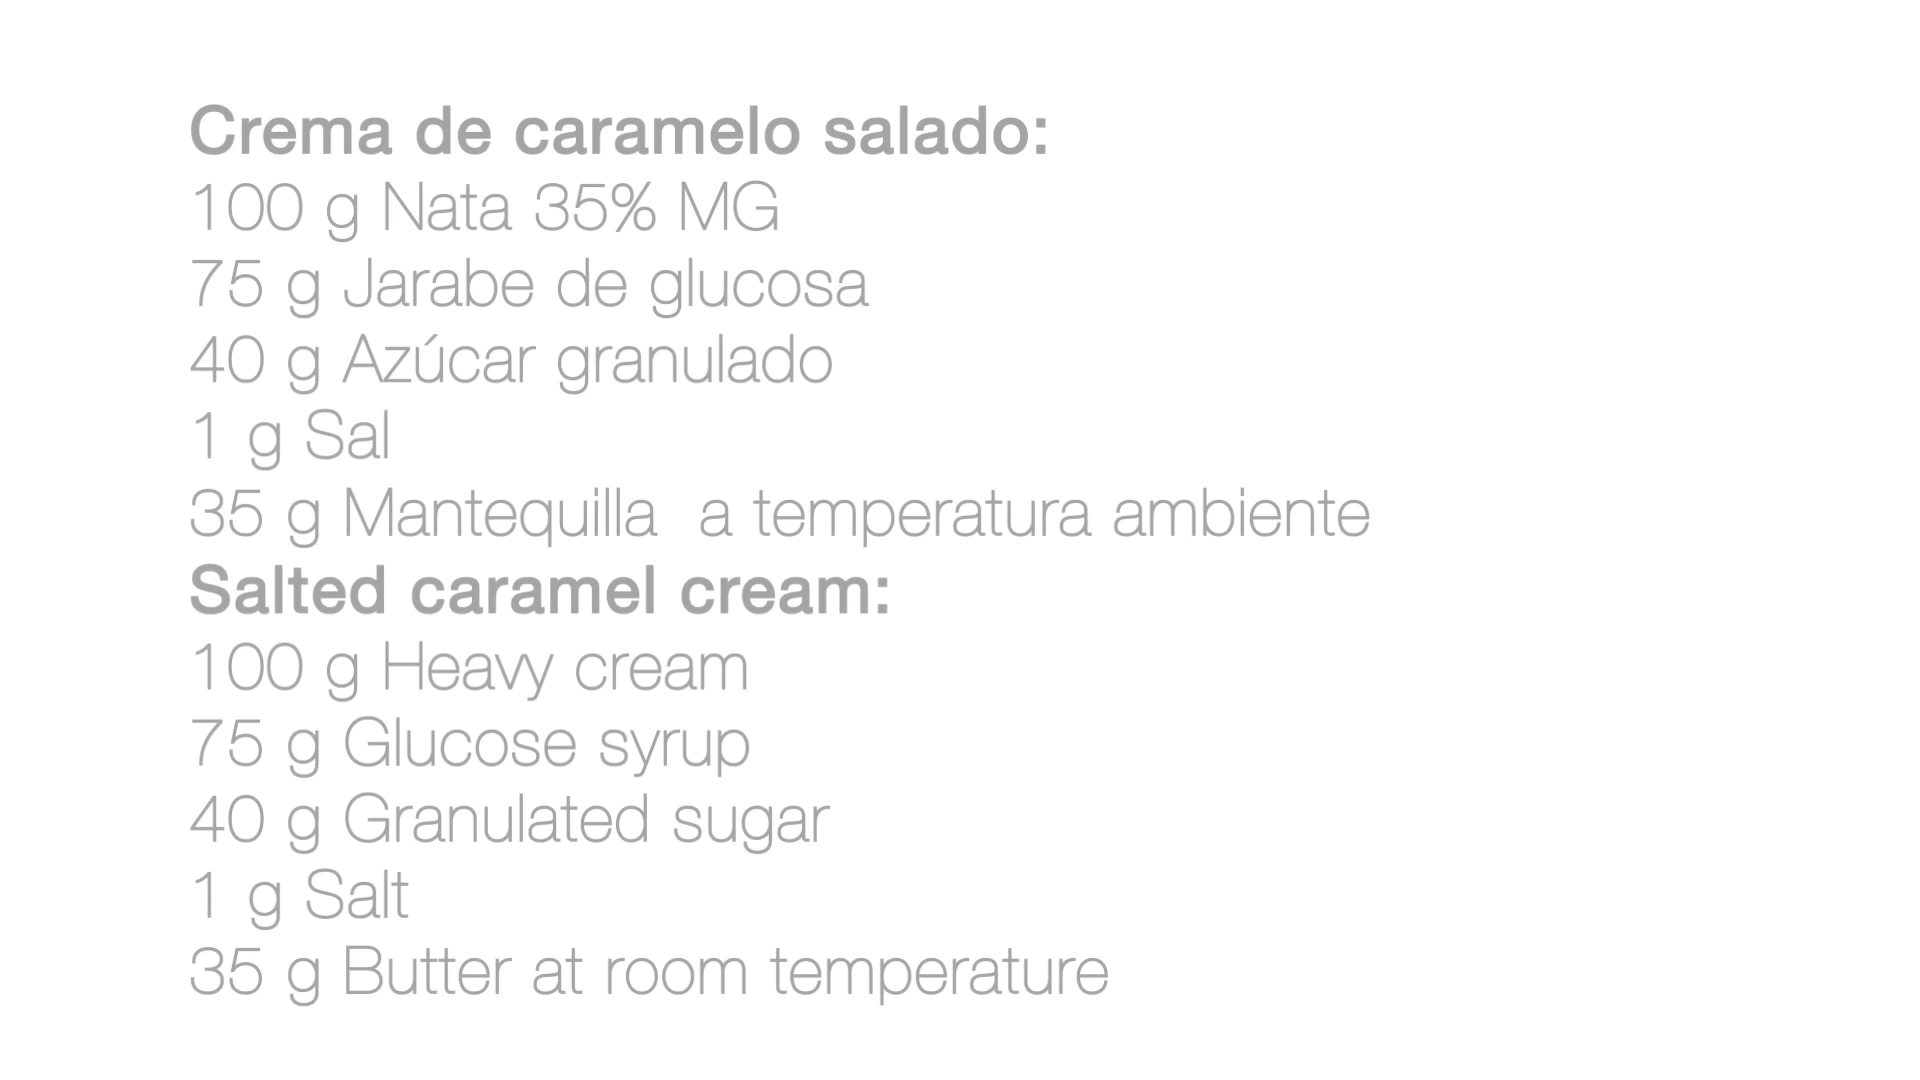 Crema de caramelo salado:
100 g Nata 35% MG
75 g Jarabe de glucosa
40 g Azúcar granulado
1 g Sal
35 g Mantequilla  a temperatura ambiente
Salted caramel cream:
100 g Heavy cream
75 g Glucose syrup
40 g Granulated sugar
1 g Salt
35 g Butter at room temperature